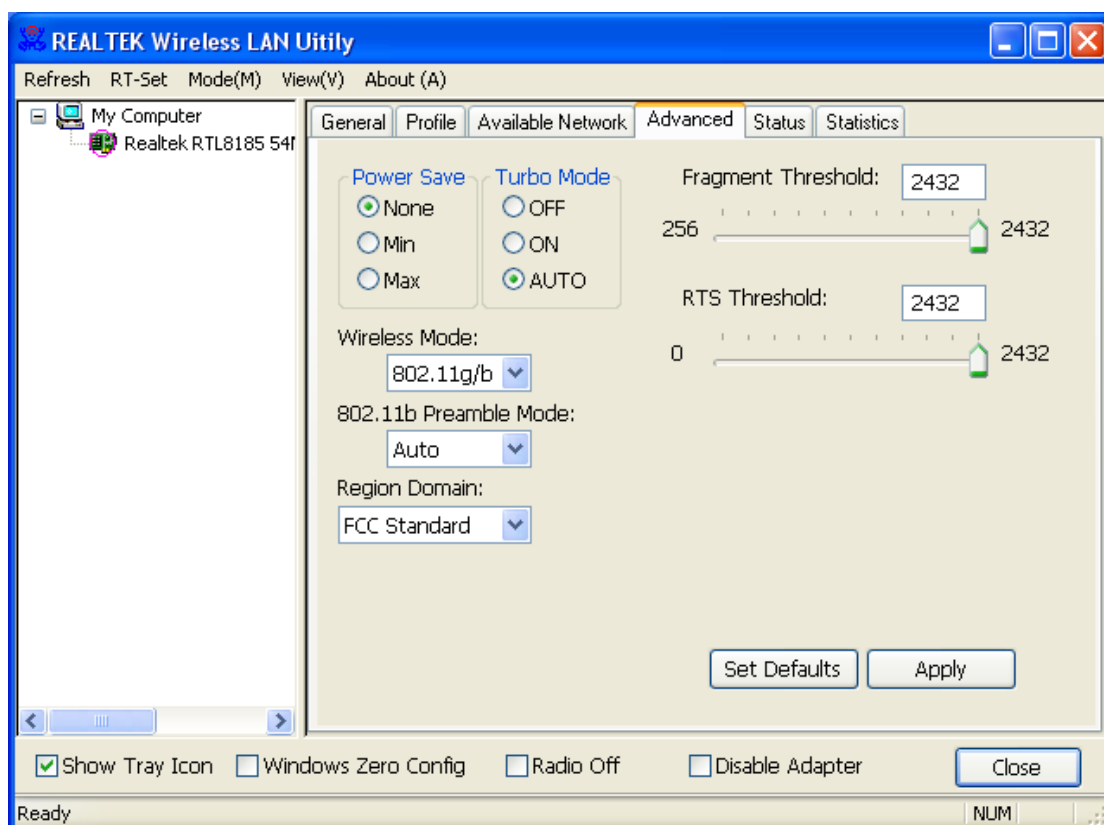 REALTEK Wireless LAN Uitily
Refresh RT-Set Mode(M) View(V) About (A)
My Computer
Realtek RTL8185 54
General Profile Available Network Advanced Status Statistics
Power Save
None
Min
Max
Turbo Mode
OFF
ON
AUTO
Wireless Mode:
802.11g/b
802.11b Preamble Mode:
Auto
Region Domain:
FCC Standard
Fragment Threshold: 2432
256 2432
RTS Threshold: 2432
0 2432
Set Defaults Apply
Show Tray Icon Windows Zero Config Radio Off Disable Adapter Close
Ready NUM